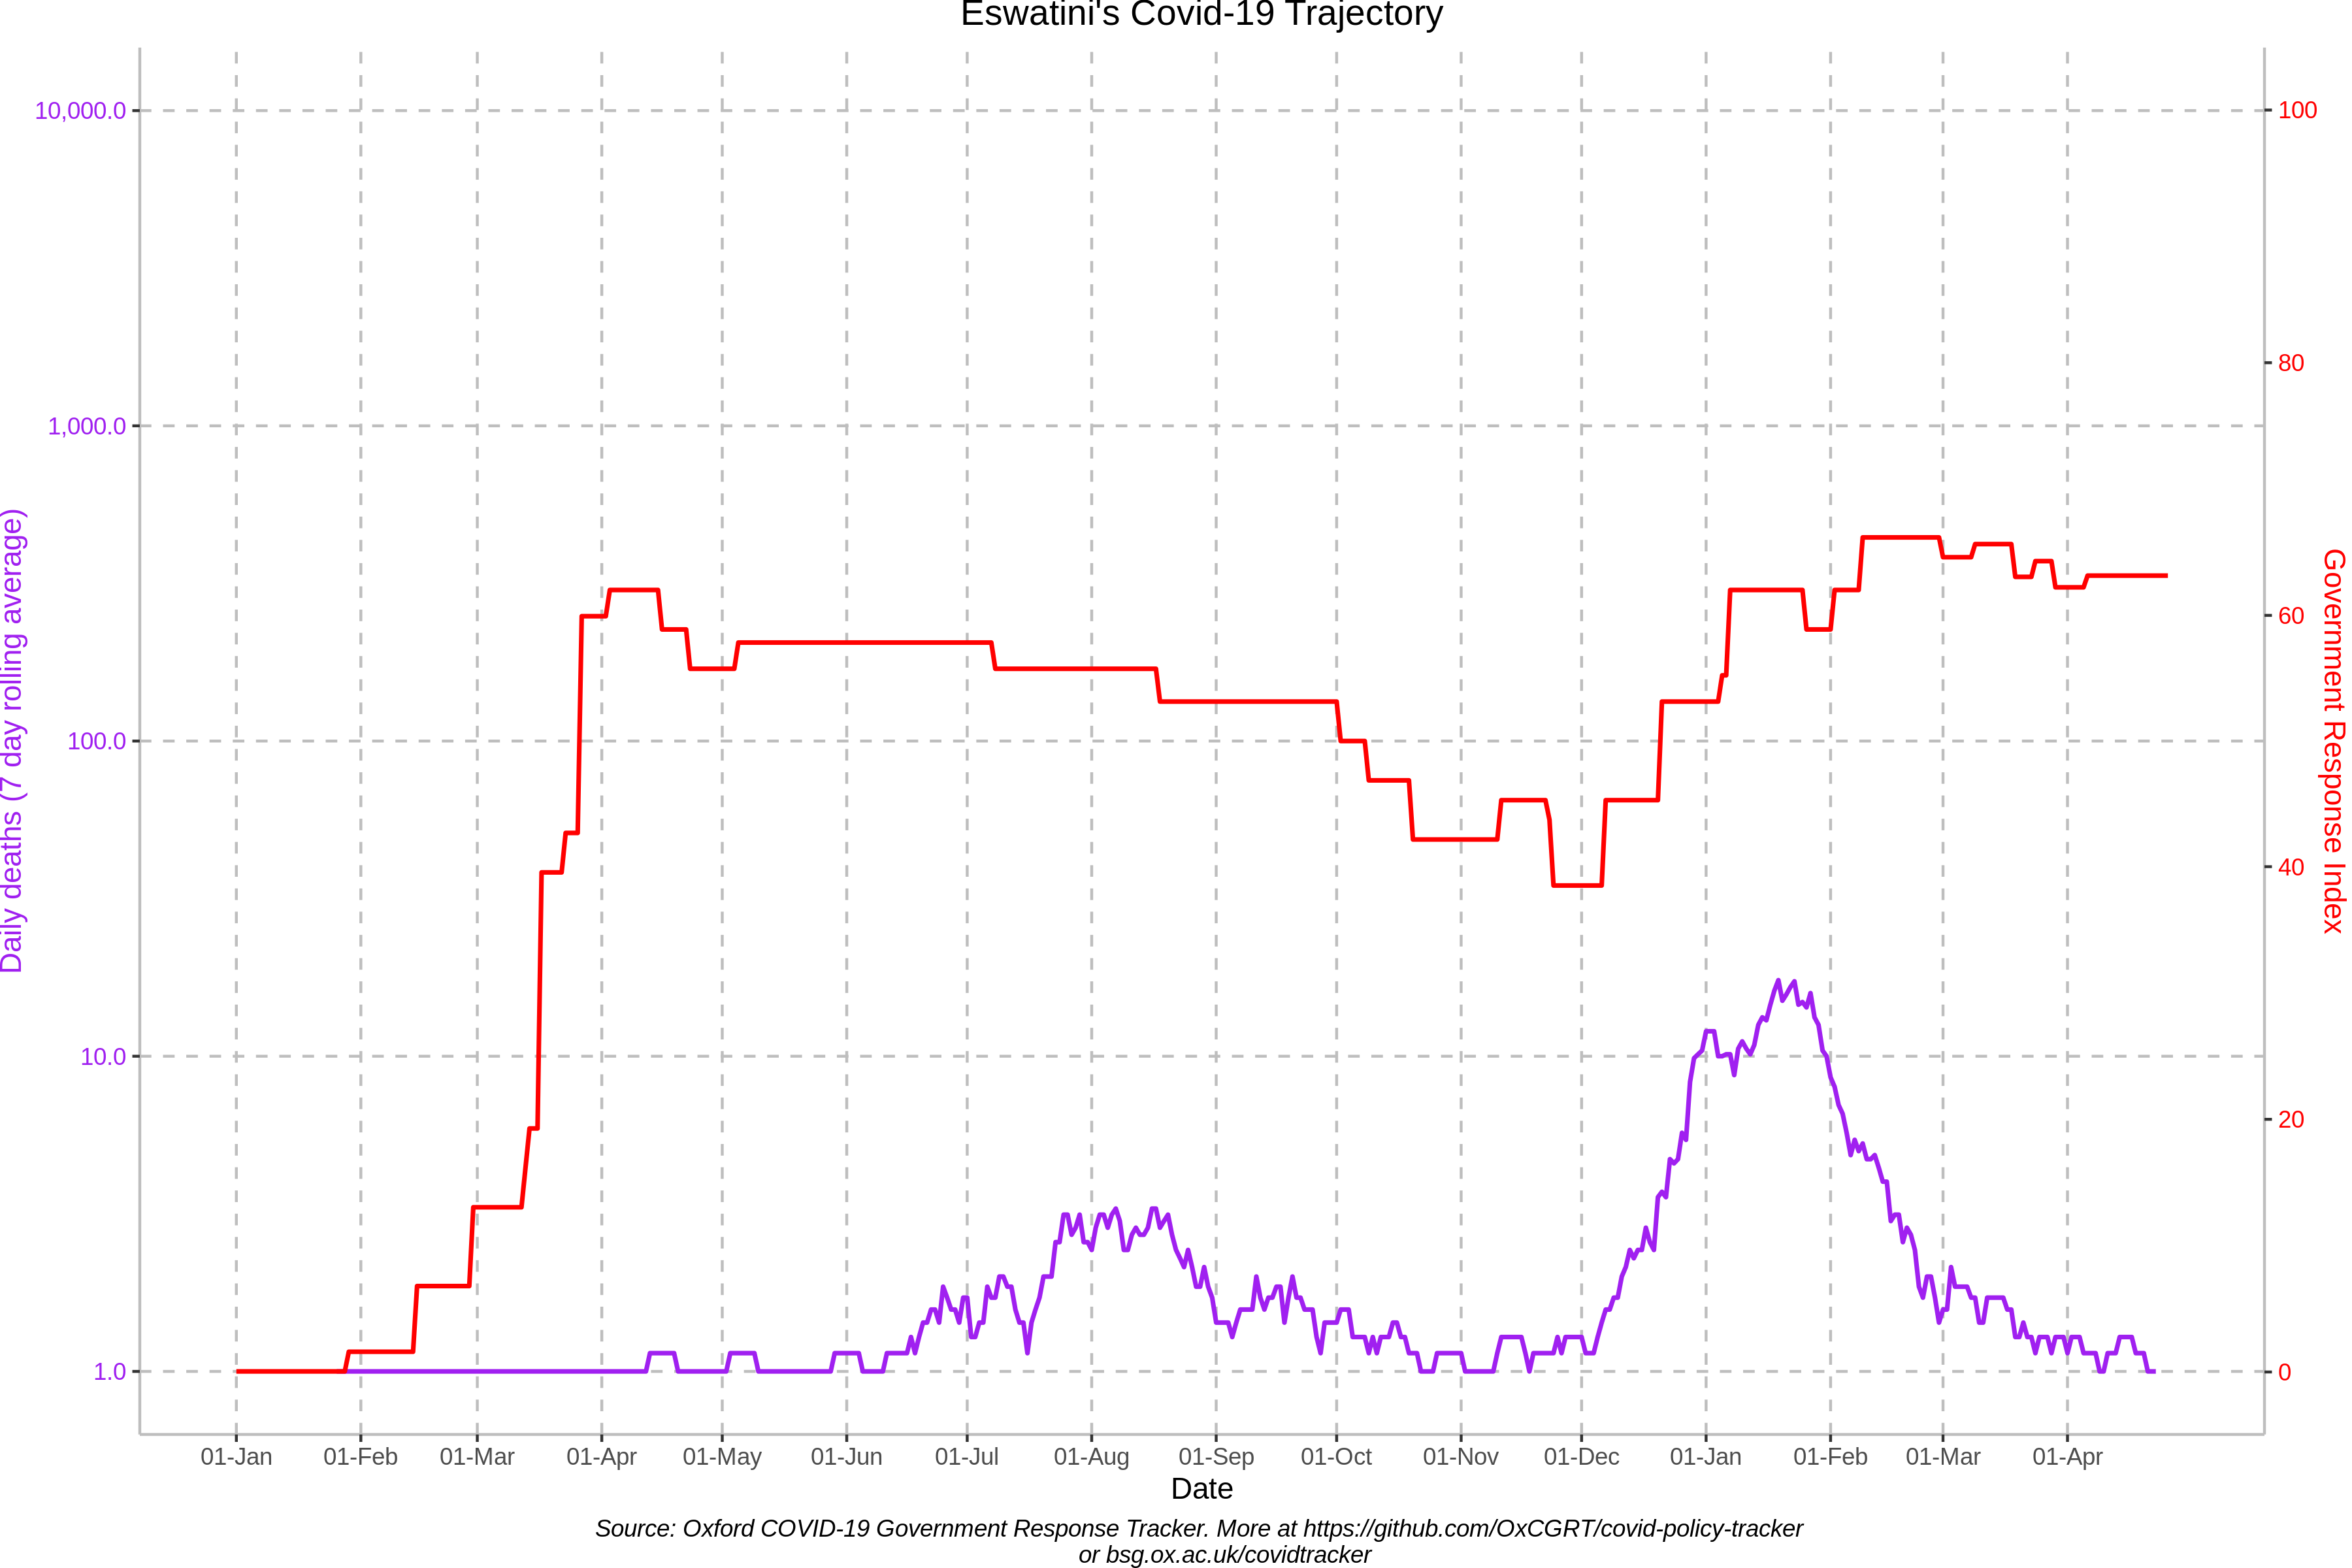 Eswatini's Covid-19 Trajectory
10,000.0
1,000.0
100.0
10.0
1.0
Daily deaths (7 day rolling average)
100
80
60
40
20
0
Government Response Index
01-Jan 01-Feb 01-Mar 01-Apr 01-May 01-Jun 01-Jul 01-Aug 01-Sep 01-Oct 01-Nov 01-Dec 01-Jan 01-Feb 01-Mar 01-Apr
Date
Source: Oxford COVID-19 Government Response Tracker. More at https://github.com/OxCGRT/covid-policy-tracker
or bsg.ox.ac.uk/covidtracker